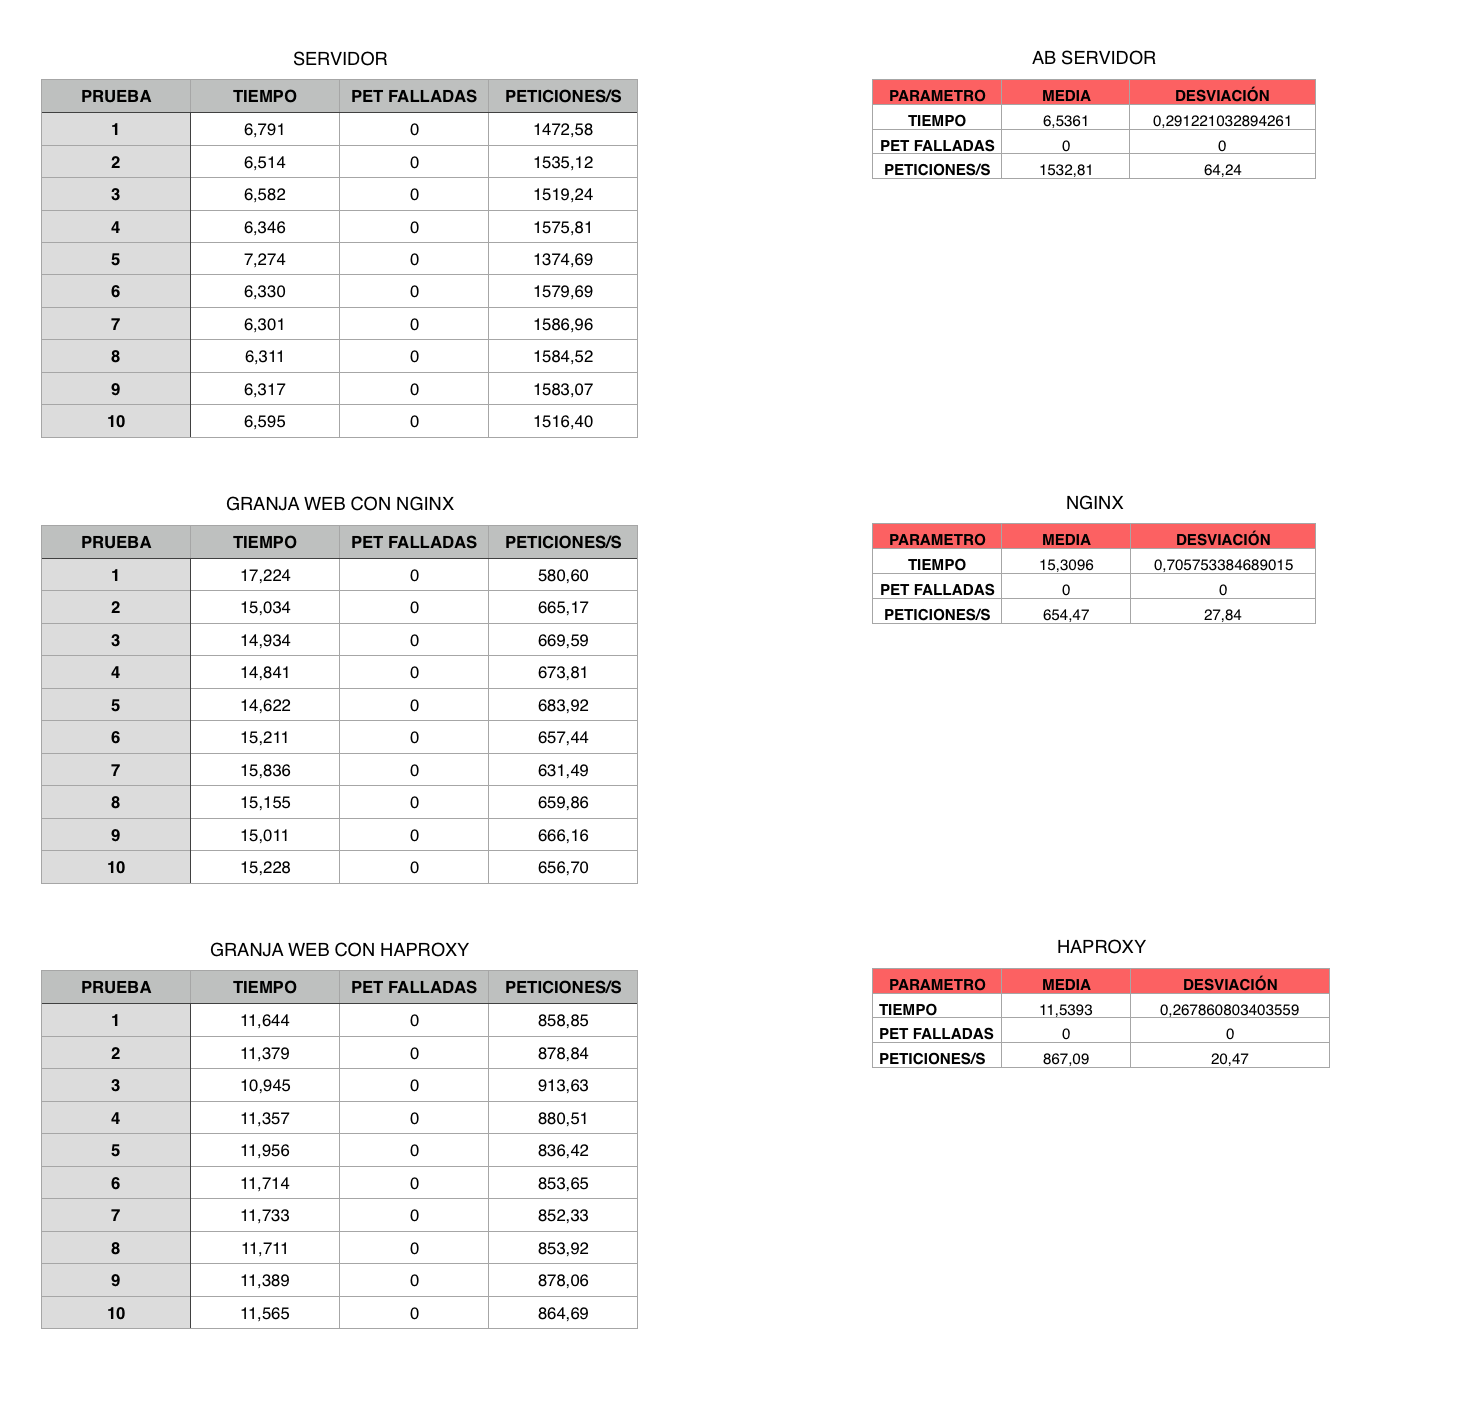 SERVIDOR
PRUEBA TIEMPO PET FALLADAS PETICIONES/S
1 6,791 0 1472,58
2 6,514 0 1535,12
3 6,582 0 1519,24
4 6,346 0 1575,81
5 7,274 0 1374,69
6 6,330 0 1579,69
7 6,301 0 1586,96
8 6,311 0 1584,52
9 6,317 0 1583,07
10 6,595 0 1516,40
AB SERVIDOR
PARAMETRO MEDIA DESVIACIÓN
TIEMPO 6,5361 0,291221032894261
PET FALLADAS 0 0
PETICIONES/S 1532,81 64,24
GRANJA WEB CON NGINX
PRUEBA TIEMPO PET FALLADAS PETICIONES/S
1 17,224 0 580,60
2 15,034 0 665,17
3 14,934 0 669,59
4 14,841 0 673,81
5 14,622 0 683,92
6 15,211 0 657,44
7 15,836 0 631,49
8 15,155 0 659,86
9 15,011 0 666,16
10 15,228 0 656,70
NGINX
PARAMETRO MEDIA DESVIACIÓN
TIEMPO 15,3096 0,705753384689015
PET FALLADAS 0 0
PETICIONES/S 654,47 27,84
GRANJA WEB CON HAPROXY
PRUEBA TIEMPO PET FALLADAS PETICIONES/S
1 11,644 0 858,85
2 11,379 0 878,84
3 10,945 0 913,63
4 11,357 0 880,51
5 11,956 0 836,42
6 11,714 0 853,65
7 11,733 0 852,33
8 11,711 0 853,92
9 11,389 0 878,06
10 11,565 0 864,69
HAPROXY
PARAMETRO MEDIA DESVIACIÓN
TIEMPO 11,5393 0,267860803403559
PET FALLADAS 0 0
PETICIONES/S 867,09 20,47